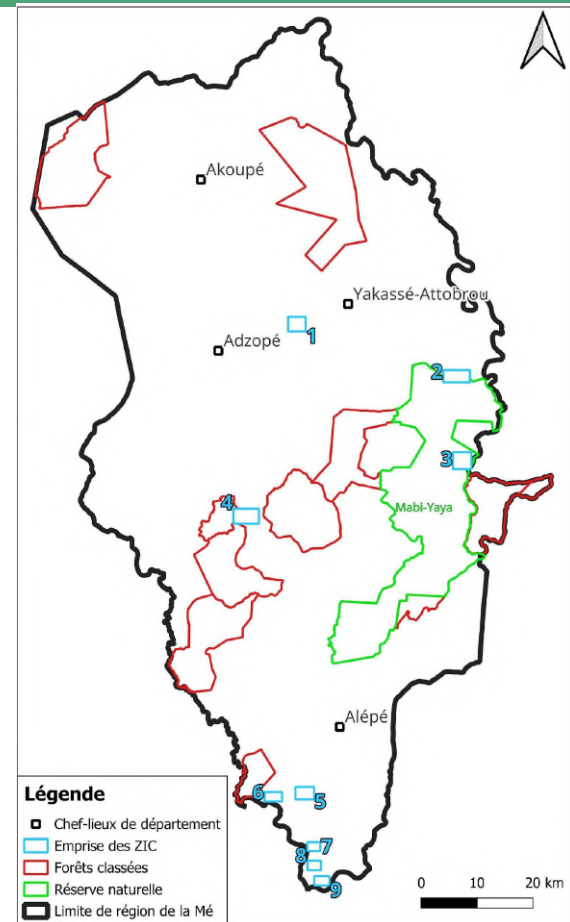 Akoupé
Yakassé-Attobrou
1
Adzopé
2
3
4
Mabi-Yaya
Alépé
6
5
7
8
9
Légende
Chef-lieux de département
Emprise des ZIC
Forêts classées
Réserve naturelle
Limite de région de la Mé
0 10 20 km